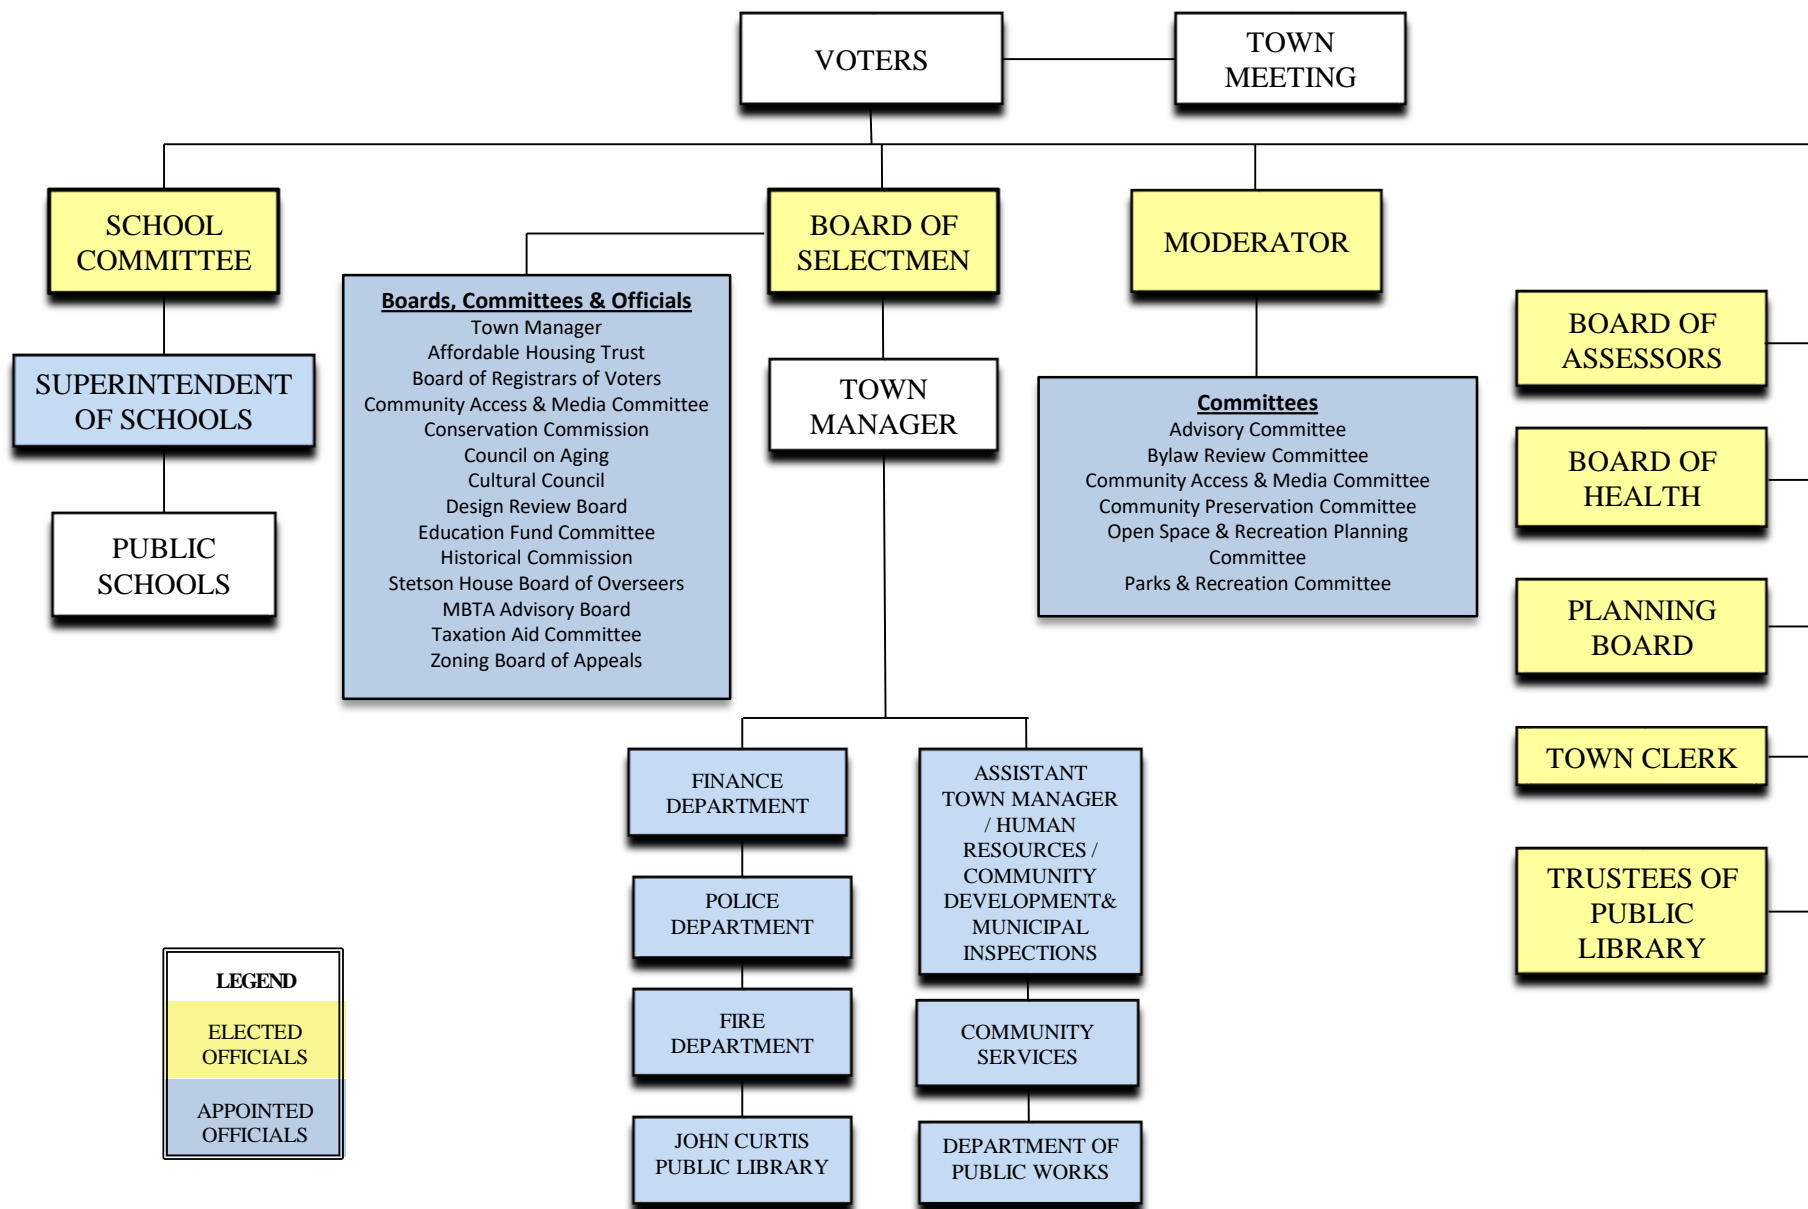 VOTERS
TOWN
MEETING
SCHOOL
COMMITTEE
BOARD OF
SELECTMEN
MODERATOR
SUPERINTENDENT
OF SCHOOLS
PUBLIC
SCHOOLS
Boards, Committees & Officials
Town Manager
Affordable Housing Trust
Board of Registrars of Voters
Community Access & Media Committee
Conservation Commission
Council on Aging
Cultural Council
Design Review Board
Education Fund Committee
Historical Commission
Stetson House Board of Overseers
MBTA Advisory Board
Taxation Aid Committee
Zoning Board of Appeals
TOWN
MANAGER
Committees
Advisory Committee
Bylaw Review Committee
Community Access & Media Committee
Community Preservation Committee
Open Space & Recreation Planning
Committee
Parks & Recreation Committee
BOARD OF
ASSESSORS
BOARD OF
HEALTH
PLANNING
BOARD
TOWN CLERK
TRUSTEES OF
PUBLIC
LIBRARY
FINANCE
DEPARTMENT
POLICE
DEPARTMENT
FIRE
DEPARTMENT
JOHN CURTIS
PUBLIC LIBRARY
ASSISTANT
TOWN MANAGER
/ HUMAN
RESOURCES /
COMMUNITY
DEVELOPMENT&
MUNICIPAL
INSPECTIONS
COMMUNITY
SERVICES
DEPARTMENT OF
PUBLIC WORKS
LEGEND
ELECTED
OFFICIALS
APPOINTED
OFFICIALS